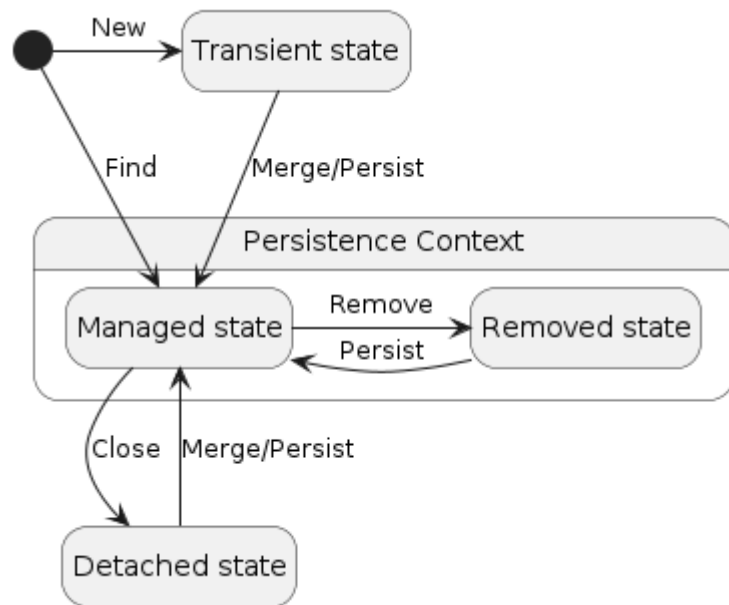 New
Transient state
Find
Merge/Persist
Persistence Context
Managed state
Remove
Persist
Removed state
Close
Merge/Persist
Detached state